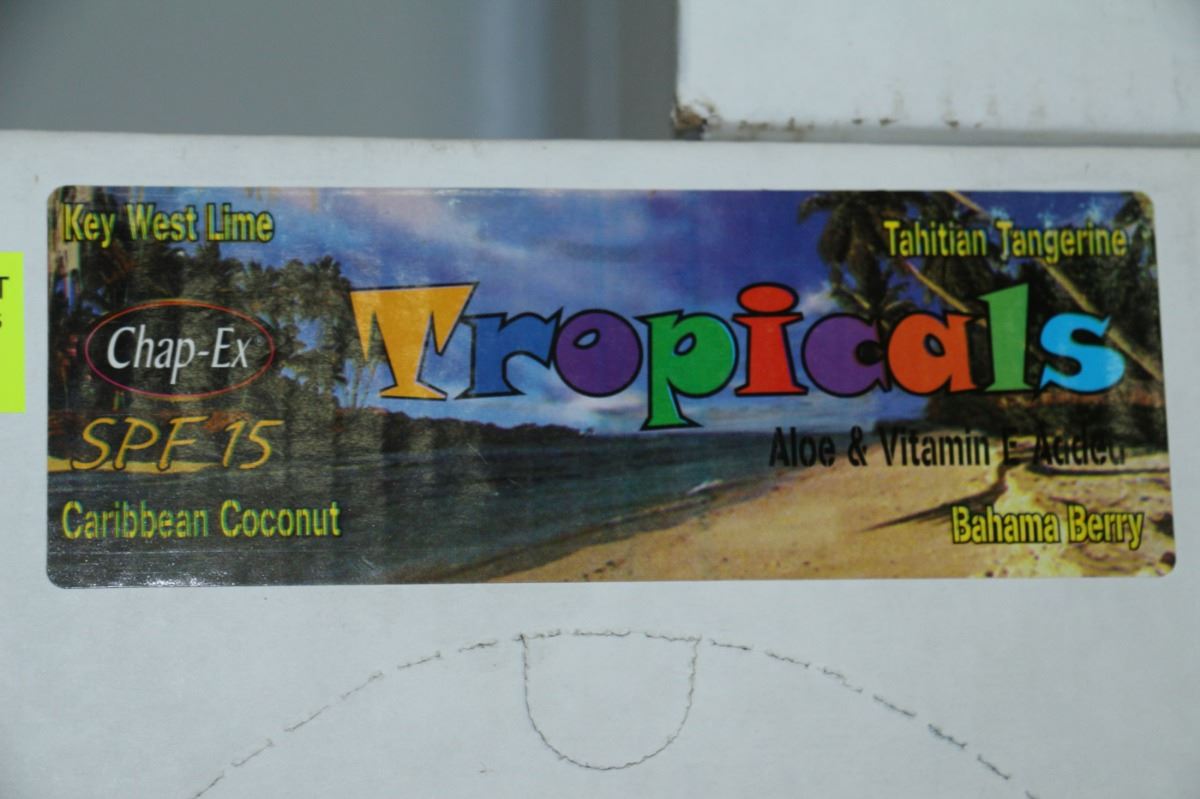 Key West Lime
Tahitian Tangerine
Tropicals
Chap-Ex
SPF 15
Aloe & Vitamin E Added
Caribbean Coconut
Bahama Berry